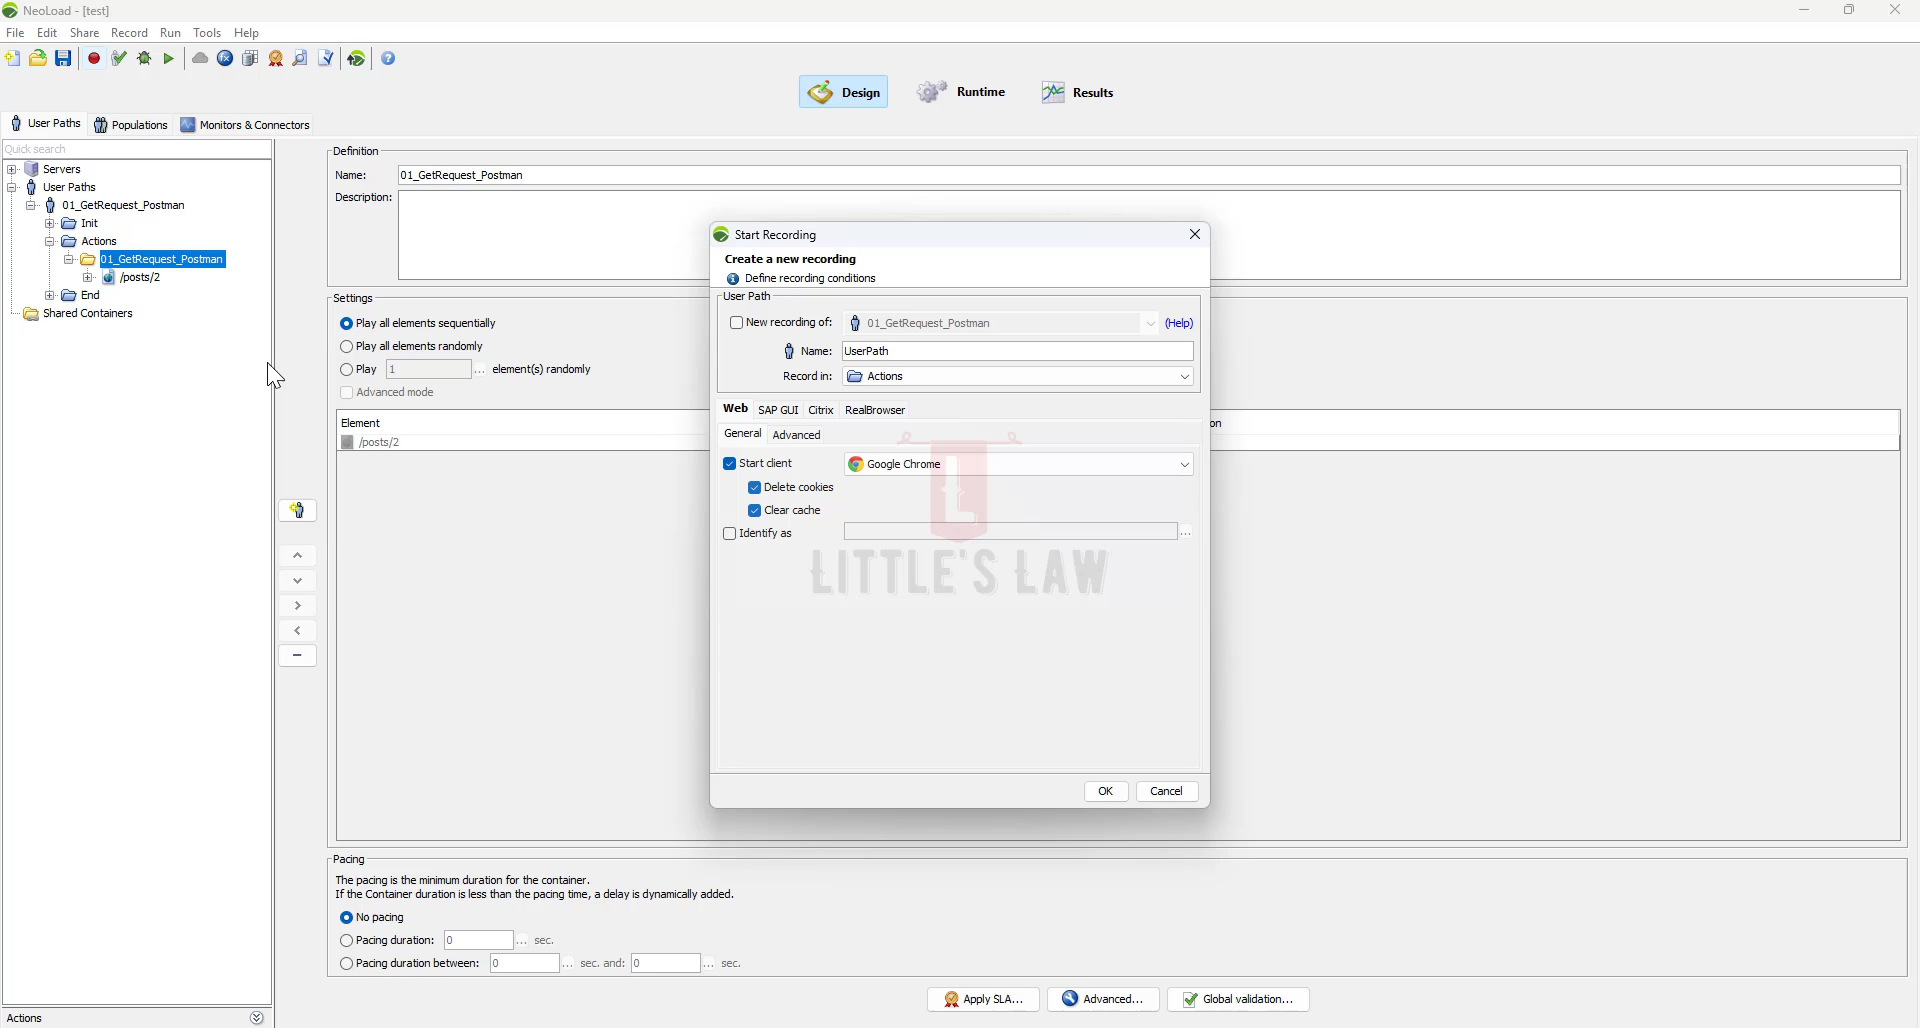 NeoLoad - [test]
File Edit Share Record Run Tools Help
Design Runtime Results
User Paths Populations Monitors & Connectors
Quick search
Servers
User Paths
01_GetRequest_Postman
Init
Actions
01_GetRequest_Postman
/posts/2
End
Shared Containers
Actions
Definition
Name: 01_GetRequest_Postman
Description:
Settings
Play all elements sequentially
Play all elements randomly
Play 1 ... element(s) randomly
Advanced mode
Element
on
/posts/2
Start Recording
Create a new recording
Define recording conditions
User Path
New recording of: 01_GetRequest_Postman (Help)
Name: UserPath
Record in: Actions
Web SAP GUI Citrix RealBrowser
General Advanced
Start client Google Chrome
Delete cookies
Clear cache
Identify as ...
L
LITTLE'S LAW
OK Cancel
Pacing
The pacing is the minimum duration for the container.
If the Container duration is less than the pacing time, a delay is dynamically added.
No pacing
Pacing duration: 0 ... sec.
Pacing duration between: 0 ... sec. and: 0 ... sec.
Apply SLA... Advanced... Global validation...